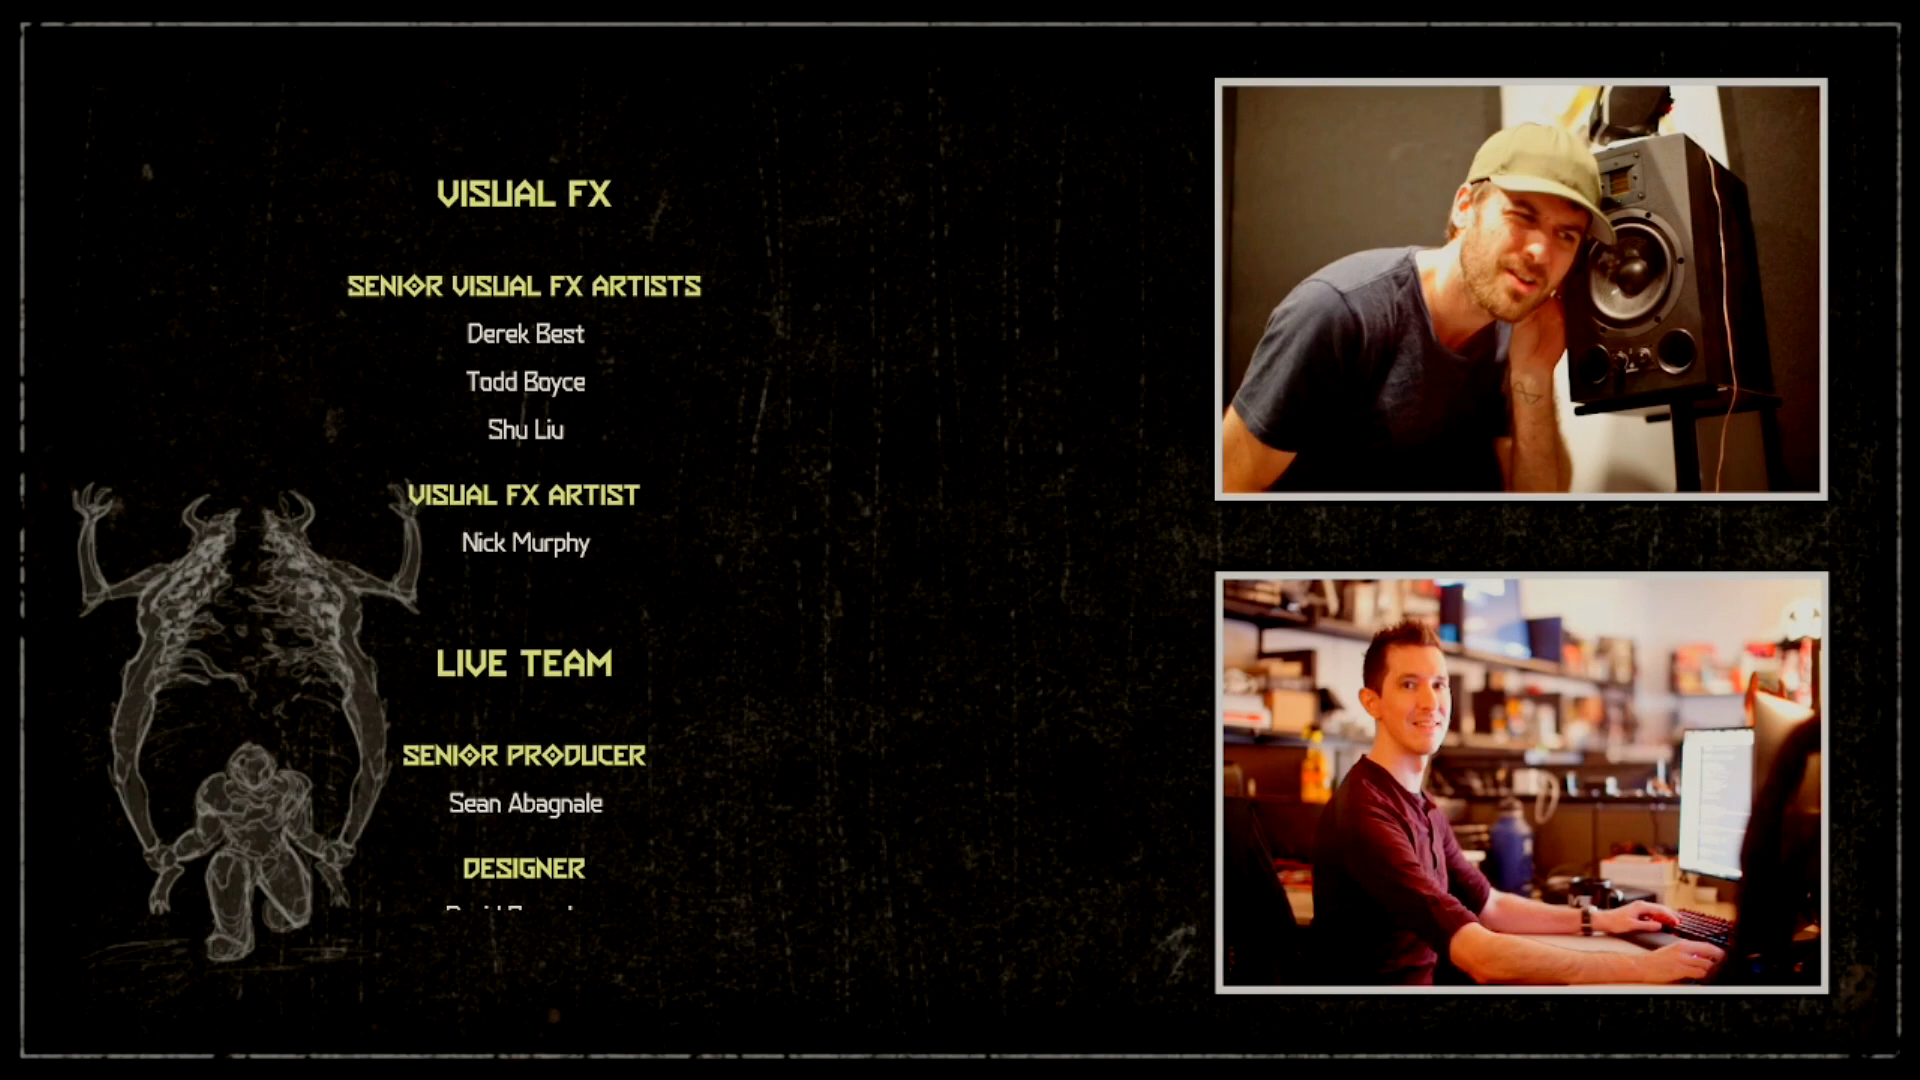 VISUAL FX
SENIOR VISUAL FX ARTISTS
Derek Best
Todd Boyce
Shu Liu
VISUAL FX ARTIST
Nick Murphy
LIVE TEAM
SENIOR PRODUCER
Sean Abagnale
DESIGNER